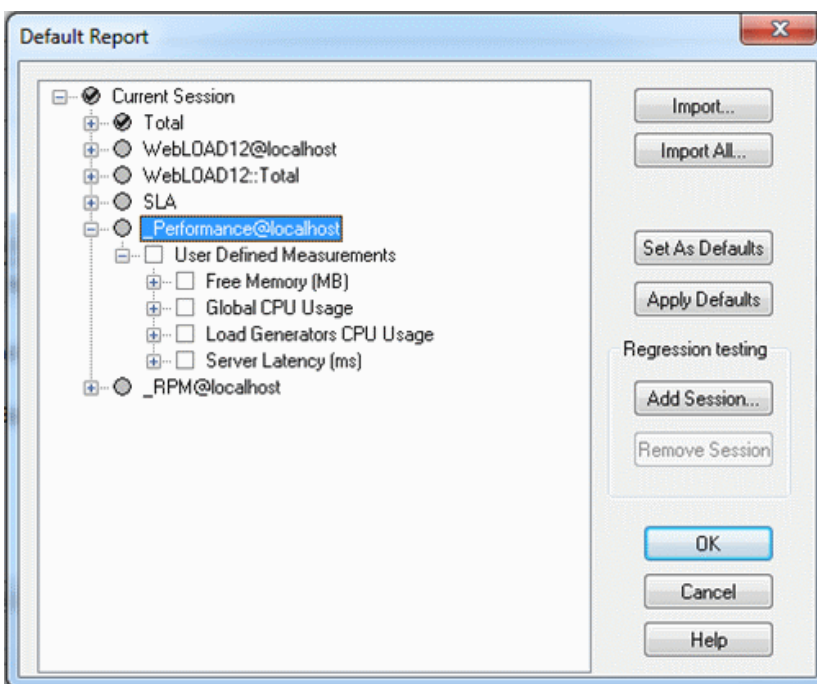 Default Report
Current Session
Total
WebLOAD12@localhost
WebLOAD12::Total
SLA
_Performance@localhost
User Defined Measurements
Free Memory (MB)
Global CPU Usage
Load Generators CPU Usage
Server Latency (ms)
_RPM@localhost
Import...
Import All...
Set As Defaults
Apply Defaults
Regression testing
Add Session...
Remove Session
OK
Cancel
Help